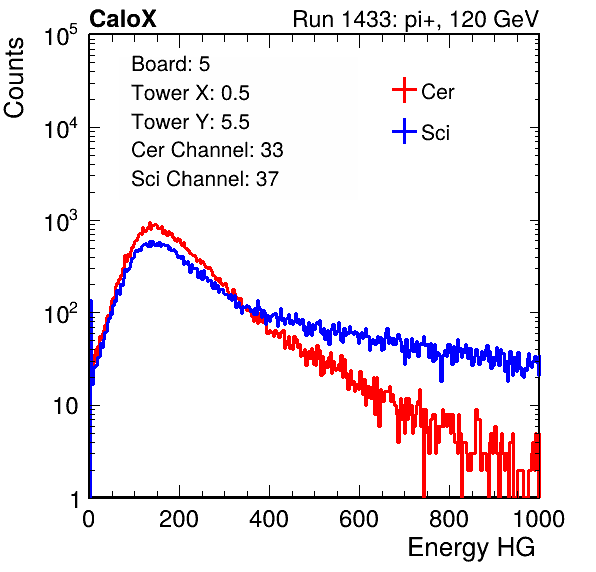 CaloX Run 1433: pi+, 120 GeV
Counts
Board: 5
Tower X: 0.5
Tower Y: 5.5
Cer Channel: 33
Sci Channel: 37
Cer
Sci
10^5
10^4
10^3
10^2
10
1
0 200 400 600 800 1000
Energy HG